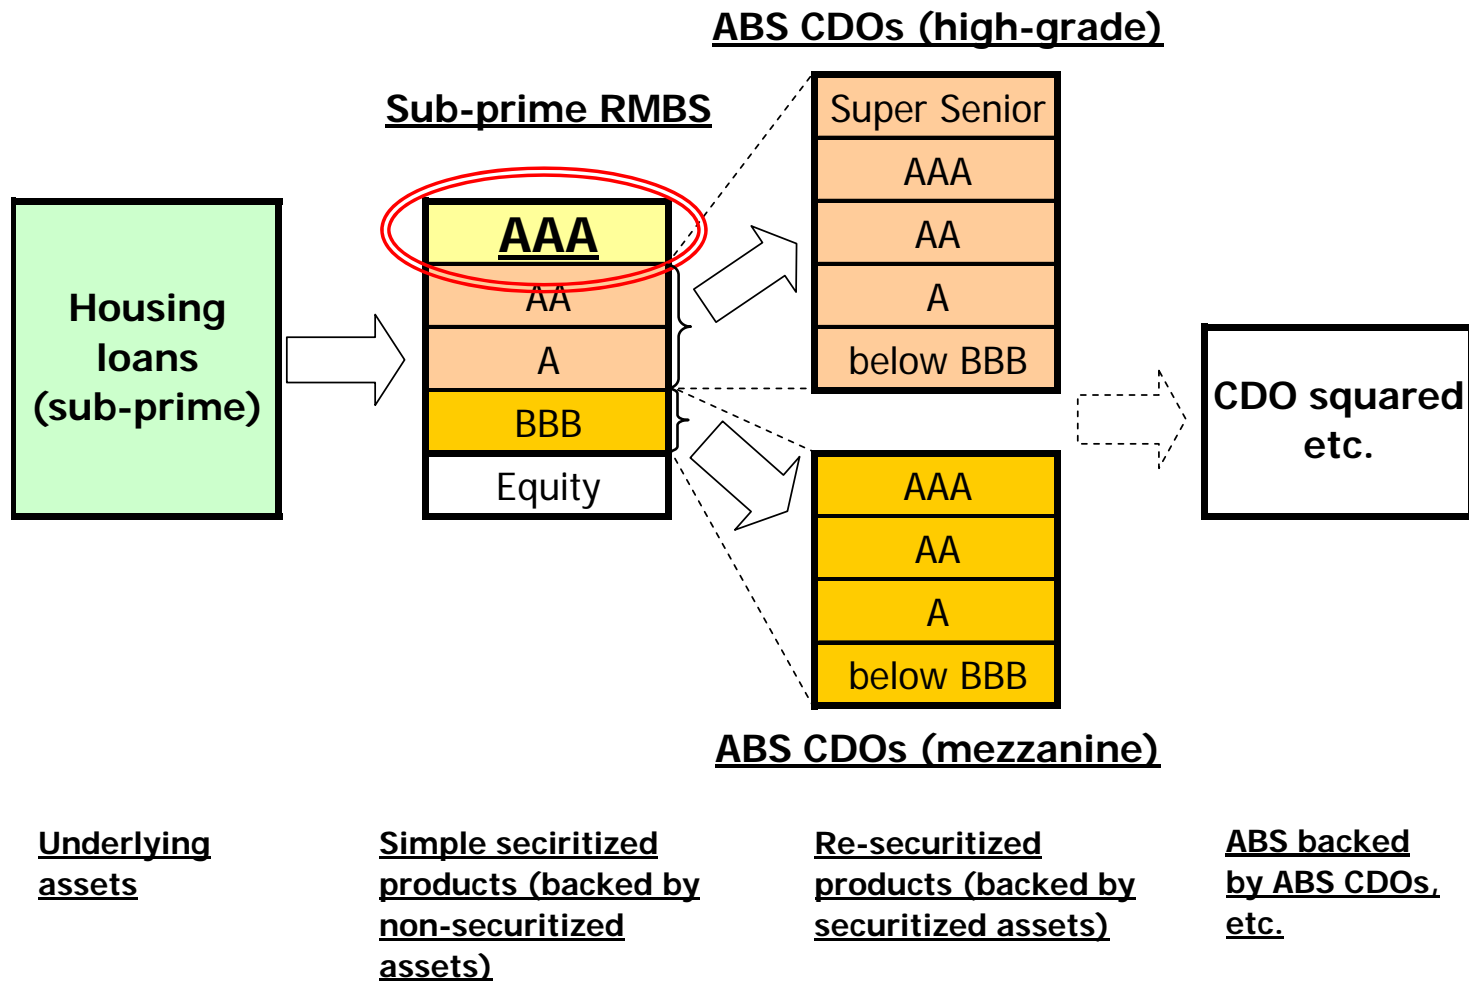 ABS CDOs (high-grade)
Sub-prime RMBS
Housing
loans
(sub-prime)
AAA
AA
A
BBB
Equity
Super Senior
AAA
AA
A
below BBB
AAA
AA
A
below BBB
ABS CDOs (mezzanine)
CDO squared
etc.
Underlying
assets
Simple seciritized
products (backed by
non-securitized
assets)
Re-securitized
products (backed by
securitized assets)
ABS backed
by ABS CDOs,
etc.